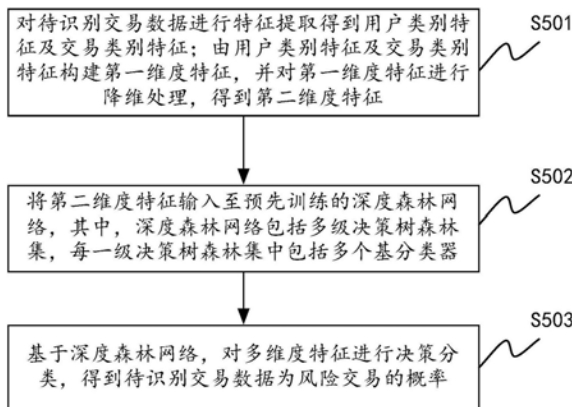 对待识别交易数据进行特征提取得到用户类别特
征及交易类别特征；由用户类别特征及交易类别
特征构建第一维度特征，并对第一维度特征进行
降维处理，得到第二维度特征
S501
将第二维度特征输入至预先训练的深度森林网
络，其中，深度森林网络包括多级决策树森林
集，每一级决策树森林集中包括多个基分类器
S502
基于深度森林网络，对多维度特征进行决策分
类，得到待识别交易数据为风险交易的概率
S503